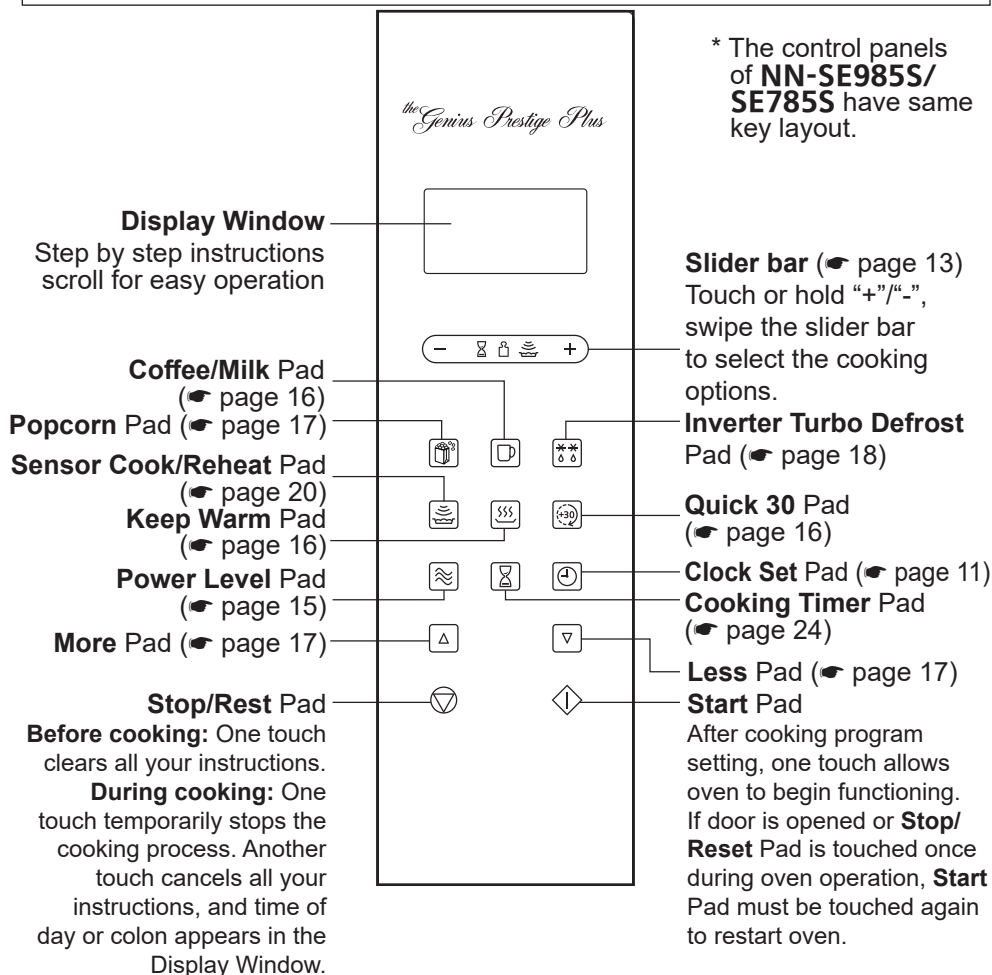 * The control panels
of NN-SE985S/
SE785S have same
key layout.
the Genius Prestige Plus
Display Window
Step by step instructions
scroll for easy operation
Slider bar (☛ page 13)
Touch or hold “+”/“-”,
swipe the slider bar
to select the cooking
options.
− +
Coffee/Milk Pad
(☛ page 16)
Popcorn Pad (☛ page 17)
Inverter Turbo Defrost
Pad (☛ page 18)
Sensor Cook/Reheat Pad
(☛ page 20)
Keep Warm Pad
(☛ page 16)
+30
Quick 30 Pad
(☛ page 16)
Power Level Pad
(☛ page 15)
Clock Set Pad (☛ page 11)
Cooking Timer Pad
(☛ page 24)
More Pad (☛ page 17)
Less Pad (☛ page 17)
Stop/Rest Pad
Before cooking: One touch
clears all your instructions.
During cooking: One
touch temporarily stops the
cooking process. Another
touch cancels all your
instructions, and time of
day or colon appears in the
Display Window.
Start Pad
After cooking program
setting, one touch allows
oven to begin functioning.
If door is opened or Stop/
Reset Pad is touched once
during oven operation, Start
Pad must be touched again
to restart oven.